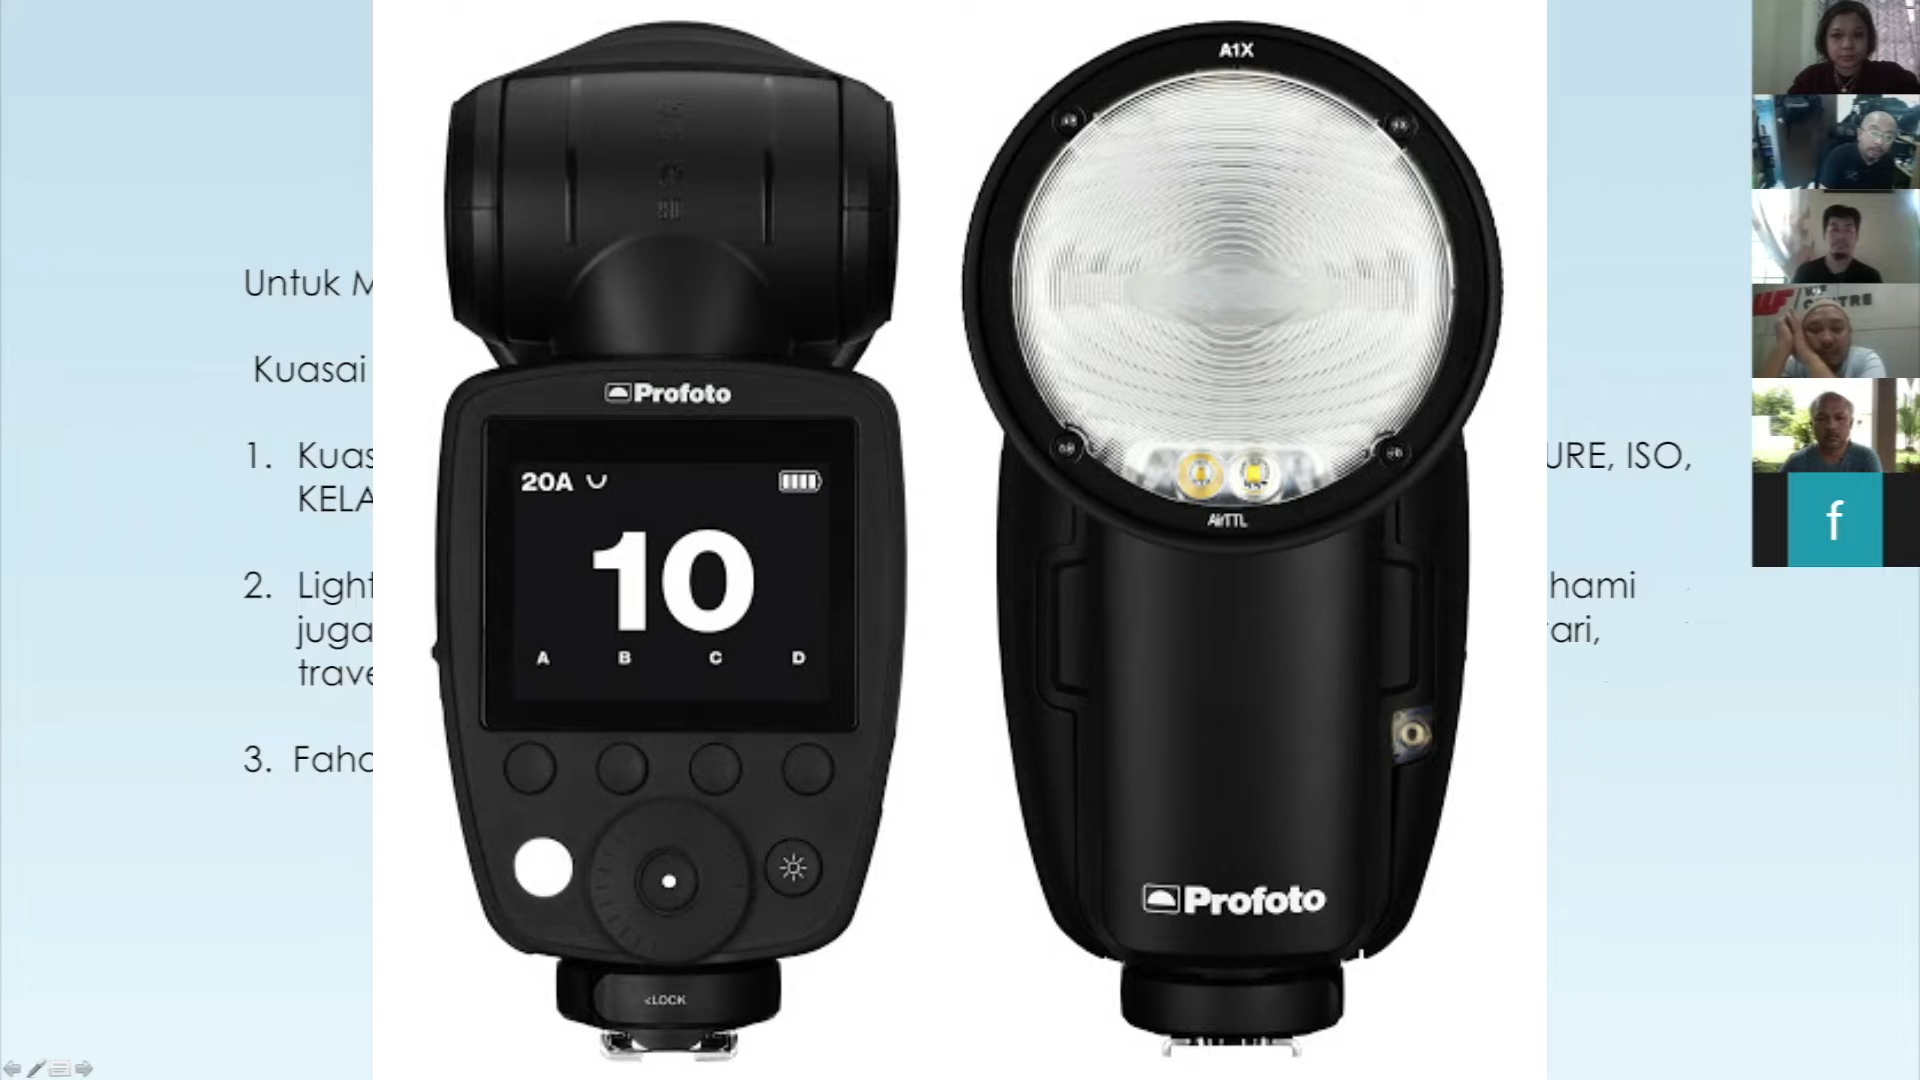 A1X
Untuk M
Kuasai
Profoto
1. Kuas
URE, ISO,
KELA
20A
10
A B C D
AirTTL
2. Light
hami
juga
ari,
trave
3. Faha
Profoto
<LOCK
f